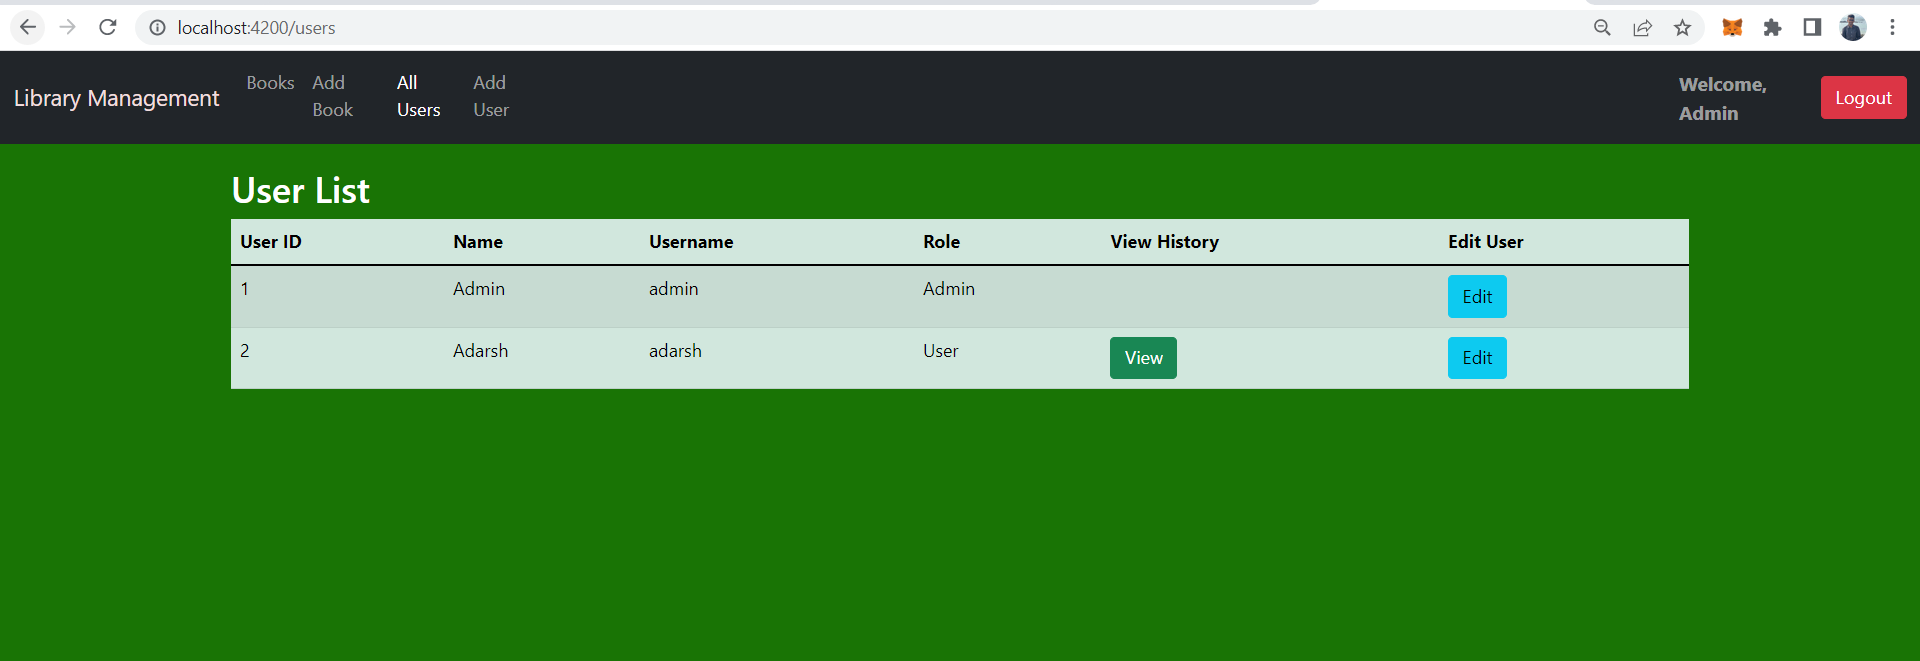 localhost:4200/users
Library Management Books Add Book All Users Add User Welcome, Admin Logout
User List
User ID Name Username Role View History Edit User
1 Admin admin Admin Edit
2 Adarsh adarsh User View Edit